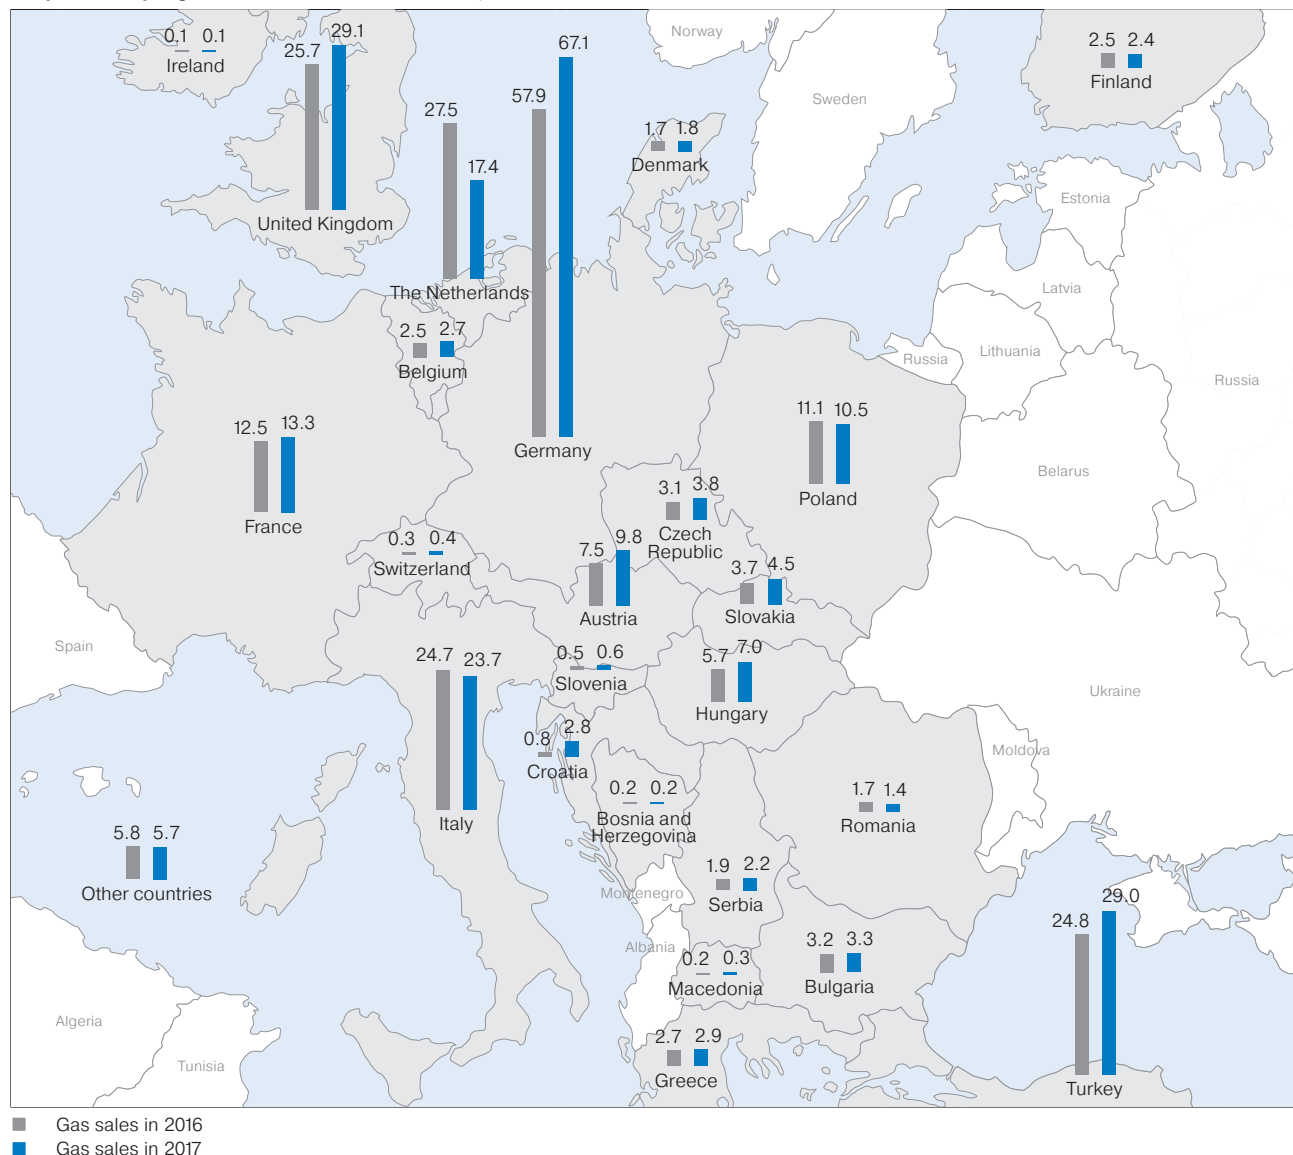 0.1 0.1
Ireland
25.7 29.1
United Kingdom
27.5 17.4
The Netherlands
57.9 67.1
Germany
Norway
Sweden
2.5 2.4
Finland
1.7 1.8
Denmark
Estonia
Latvia
Lithuania
Russia
Russia
Belarus
2.5 2.7
Belgium
12.5 13.3
France
11.1 10.5
Poland
3.1 3.8
Czech
Republic
0.3 0.4
Switzerland
7.5 9.8
Austria
3.7 4.5
Slovakia
Spain
24.7 23.7
Italy
0.5 0.6
Slovenia
5.7 7.0
Hungary
Ukraine
Moldova
0.8 2.8
Croatia
0.2 0.2
Bosnia and
Herzegovina
1.7 1.4
Romania
5.8 5.7
Other countries
Montenegro
1.9 2.2
Serbia
Albania
0.2 0.3
Macedonia
3.2 3.3
Bulgaria
24.8 29.0
Turkey
Algeria
Tunisia
2.7 2.9
Greece
Gas sales in 2016
Gas sales in 2017